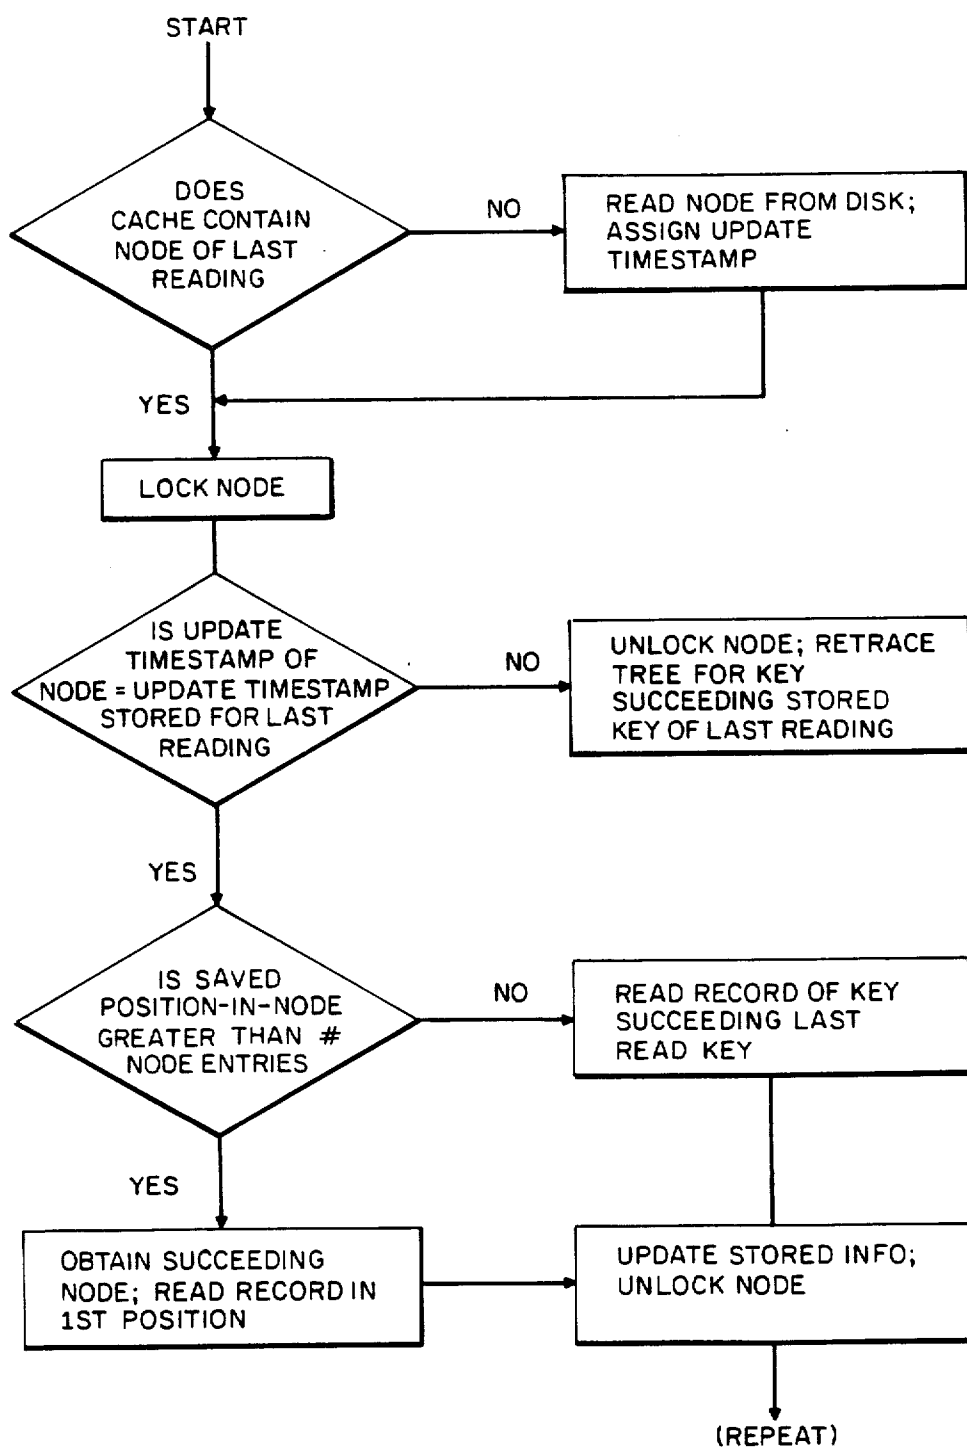 START
DOES
CACHE CONTAIN
NODE OF LAST
READING
NO
READ NODE FROM DISK;
ASSIGN UPDATE
TIMESTAMP
YES
LOCK NODE
IS UPDATE
TIMESTAMP OF
NODE = UPDATE TIMESTAMP
STORED FOR LAST
READING
NO
UNLOCK NODE; RETRACE
TREE FOR KEY
SUCCEEDING STORED
KEY OF LAST READING
YES
IS SAVED
POSITION-IN-NODE
GREATER THAN #
NODE ENTRIES
NO
READ RECORD OF KEY
SUCCEEDING LAST
READ KEY
YES
OBTAIN SUCCEEDING
NODE; READ RECORD IN
1ST POSITION
UPDATE STORED INFO;
UNLOCK NODE
(REPEAT)